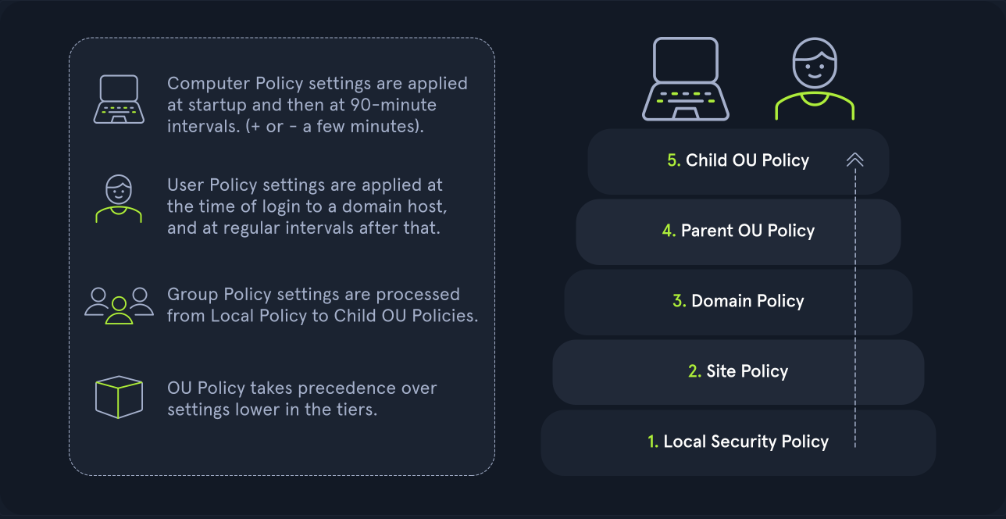 Computer Policy settings are applied
at startup and then at 90-minute
intervals. (+ or - a few minutes).
User Policy settings are applied at
the time of login to a domain host,
and at regular intervals after that.
Group Policy settings are processed
from Local Policy to Child OU Policies.
OU Policy takes precedence over
settings lower in the tiers.
5. Child OU Policy
4. Parent OU Policy
3. Domain Policy
2. Site Policy
1. Local Security Policy